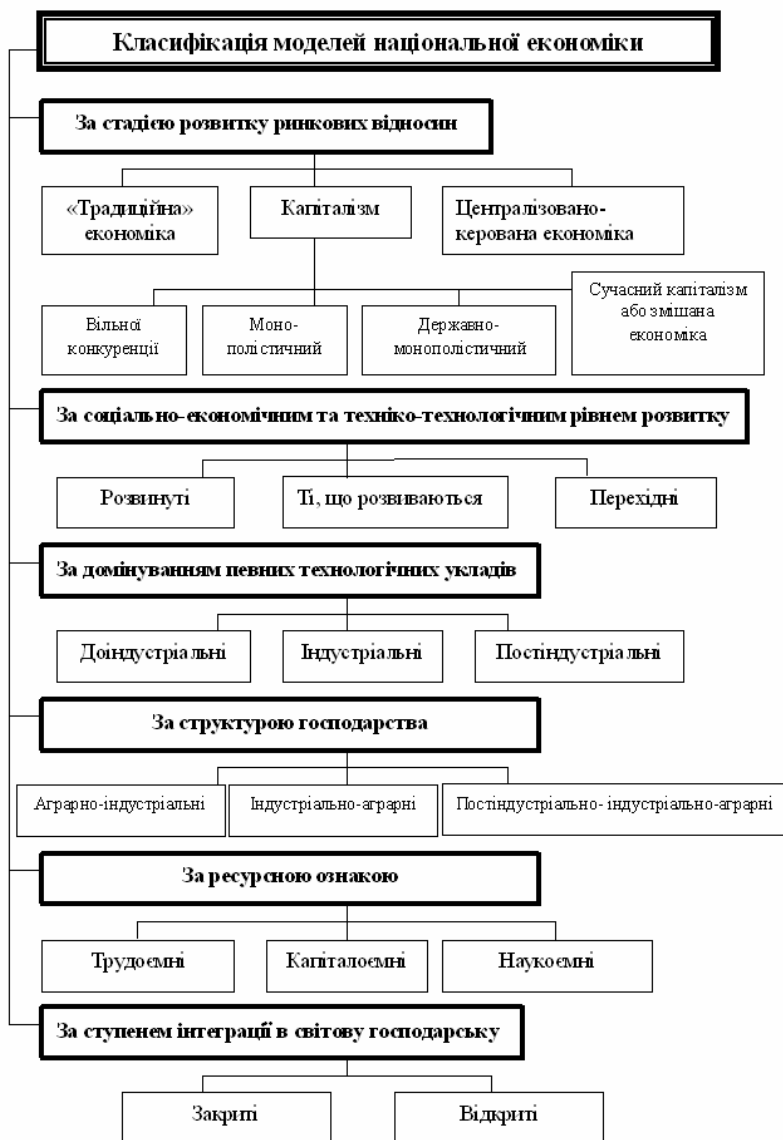 Класифікація моделей національної економіки
За стадією розвитку ринкових відносин
«Традиційна»
економіка
Капіталізм
Централізовано-
керована економіка
Вільної
конкуренції
Моно-
полістичний
Державно-
монополістичний
Сучасний капіталізм
або змішана
економіка
За соціально-економічним та техніко-технологічним рівнем розвитку
Розвинуті
Ті, що розвиваються
Перехідні
За домінуванням певних технологічних укладів
Доіндустріальні
Індустріальні
Постіндустріальні
За структурою господарства
Аграрно-індустріальні
Індустріально-аграрні
Постіндустріально- індустріально-аграрні
За ресурсною ознакою
Трудоємні
Капіталоємні
Наукоємні
За ступенем інтеграції в світову господарську
Закриті
Відкриті